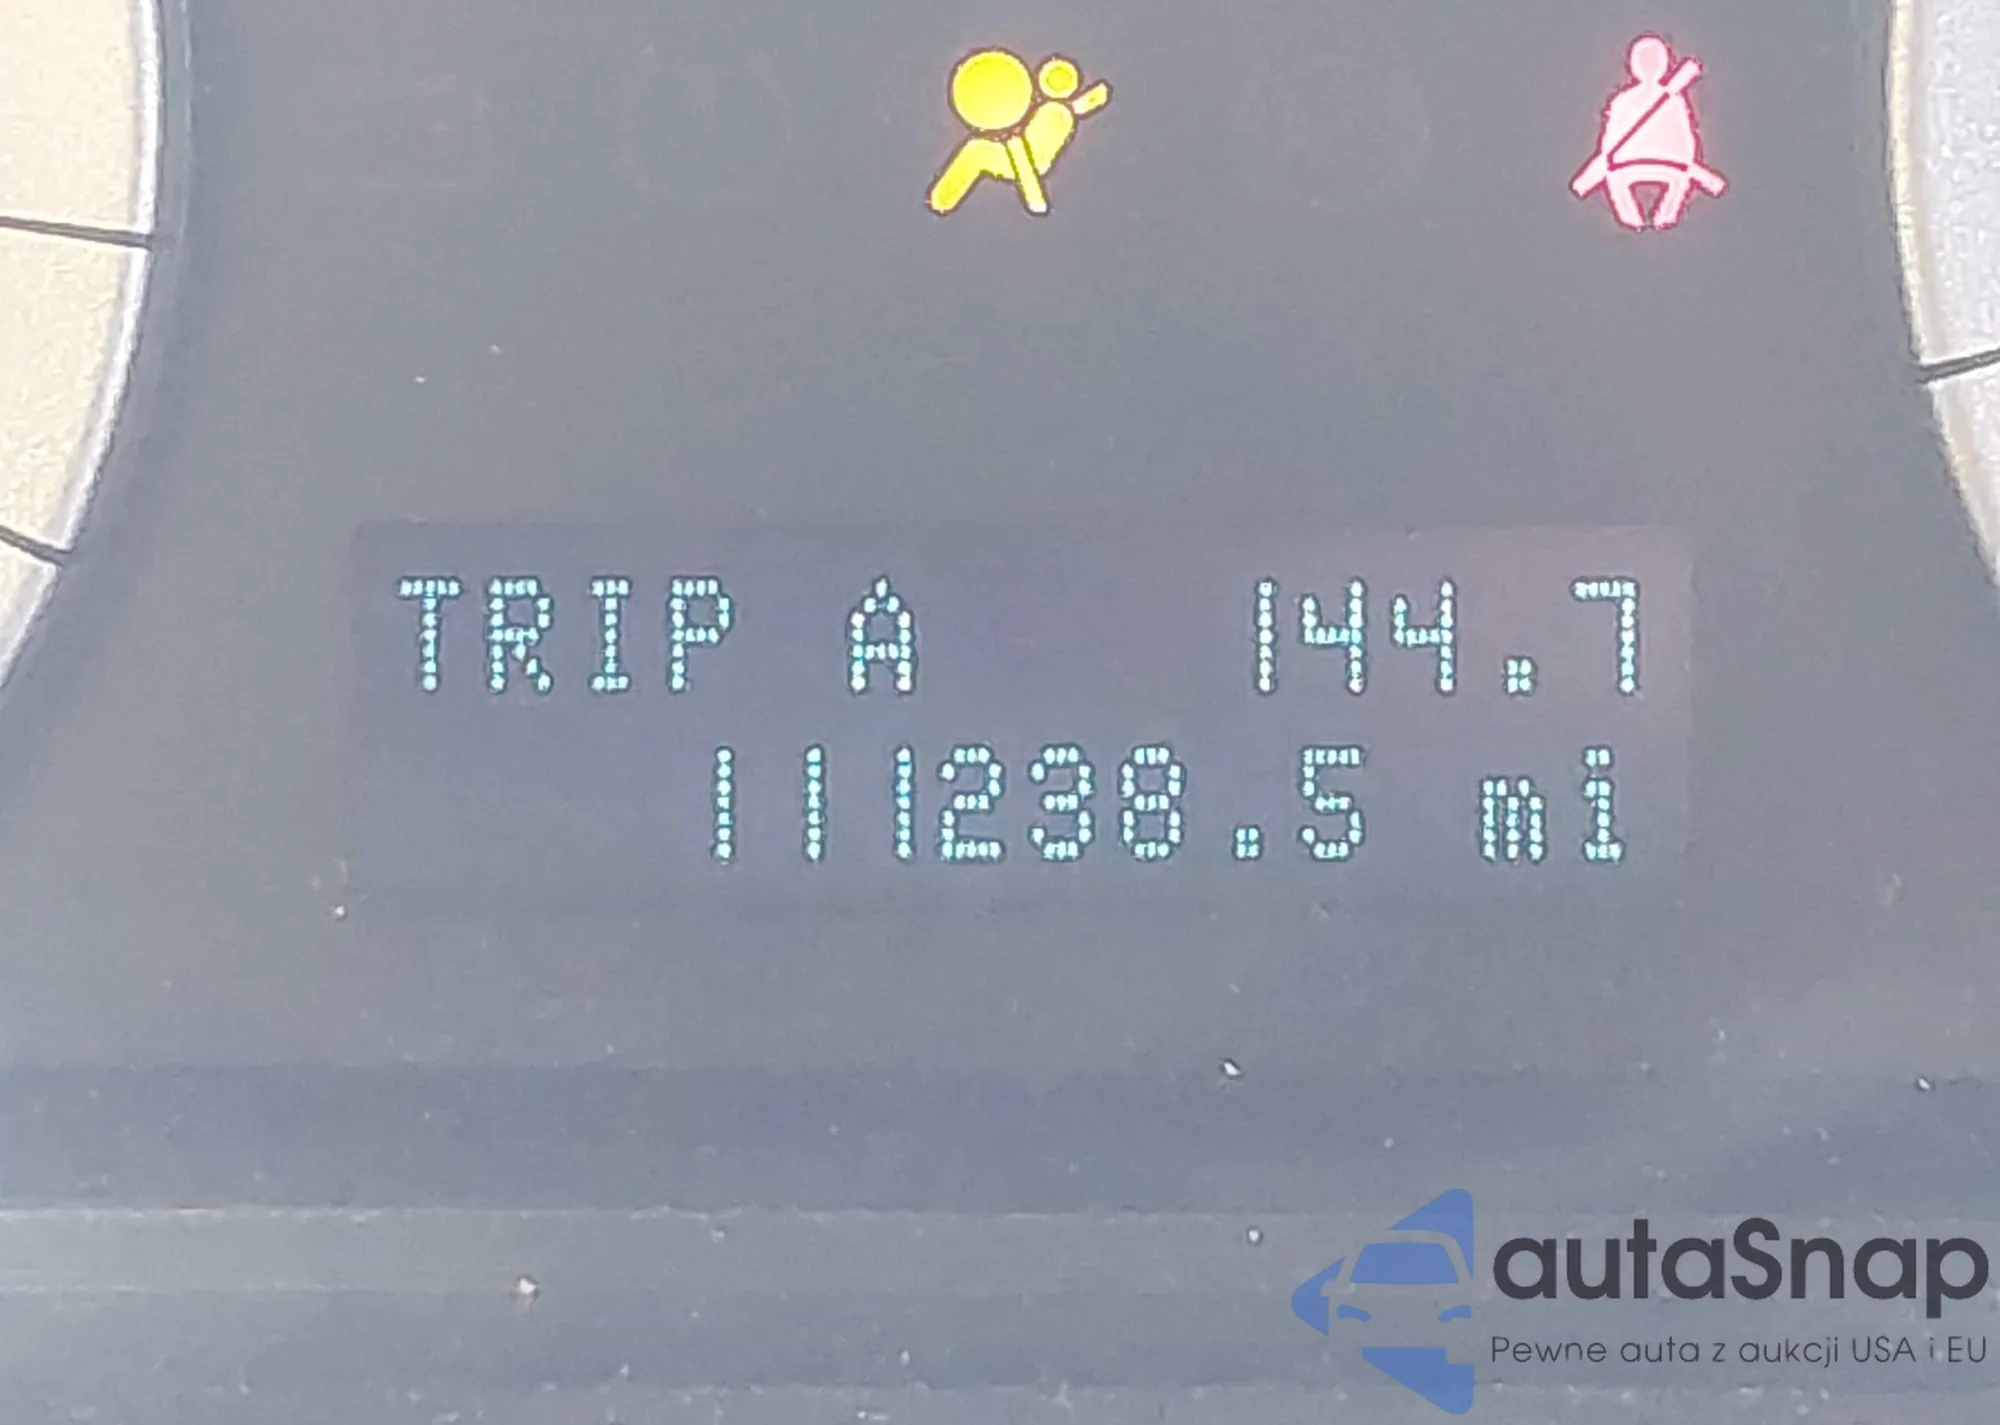 TRIP A 144.7
111238.5 mi
autaSnap
Pewne auta z aukcji USA i EU